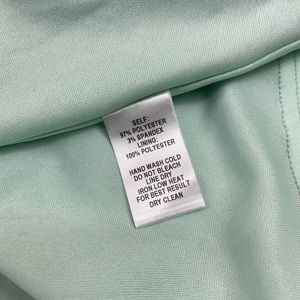 SELF:
97% POLYESTER
3% SPANDEX
LINING:
100% POLYESTER
HAND WASH COLD
DO NOT BLEACH
LINE DRY
IRON LOW HEAT
FOR BEST RESULT
DRY CLEAN